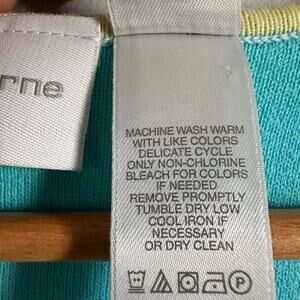 rne
MACHINE WASH WARM
WITH LIKE COLORS
DELICATE CYCLE
ONLY NON-CHLORINE
BLEACH FOR COLORS
IF NEEDED
REMOVE PROMPTLY
TUMBLE DRY LOW
COOL IRON IF
NECESSARY
OR DRY CLEAN